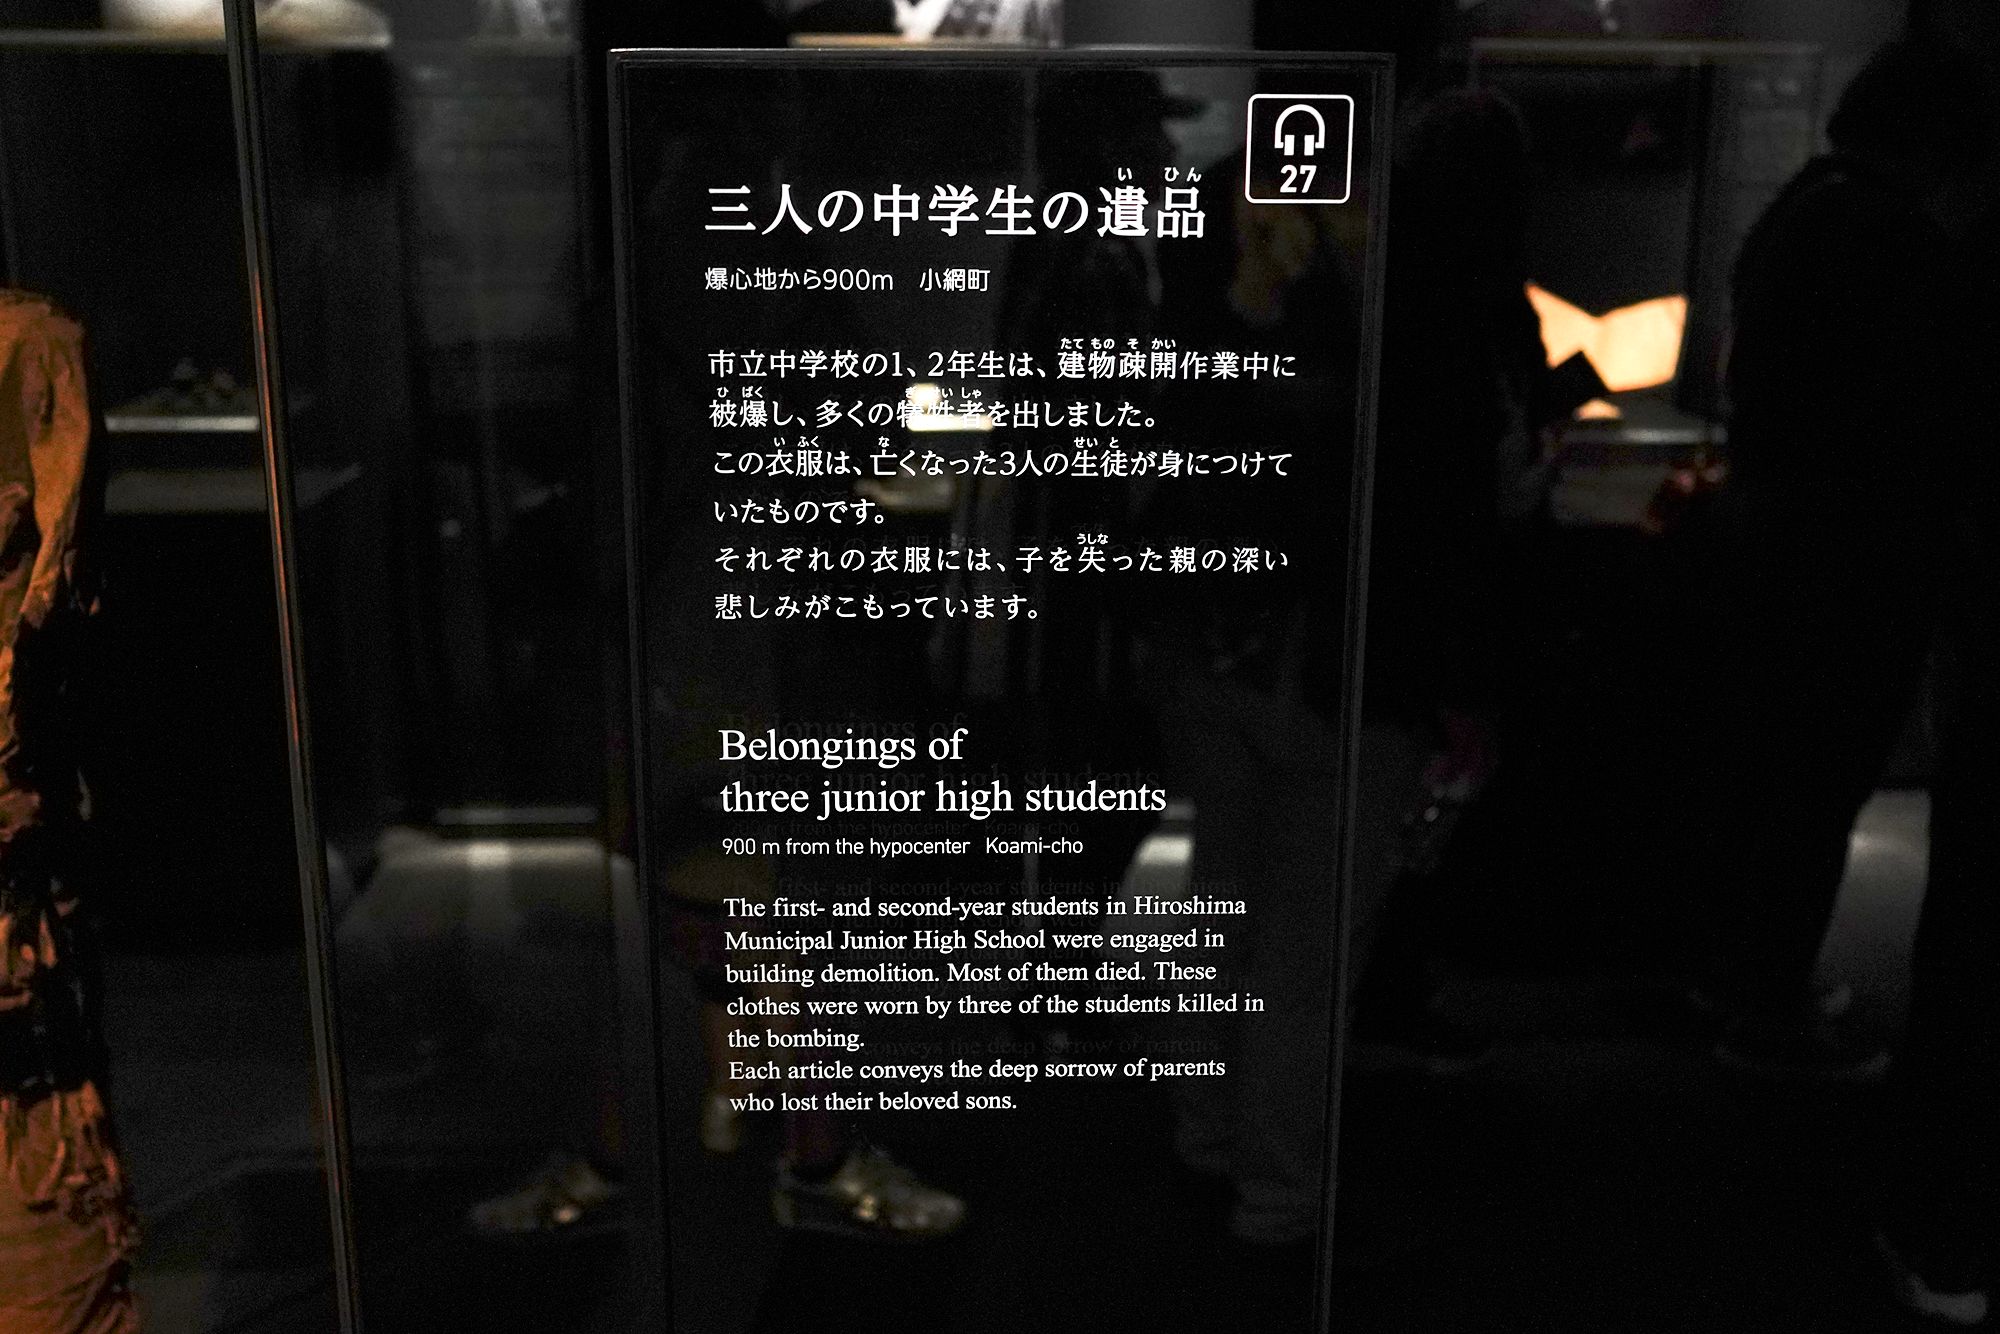 27
三人の中学生の遺品
爆心地から900m 小網町
市立中学校の1、2年生は、建物疎開作業中に
被爆し、多くの犠牲者を出しました。
この衣服は、亡くなった3人の生徒が身につけて
いたものです。
それぞれの衣服には、子を失った親の深い
悲しみがこもっています。
Belongings of
three junior high students
900 m from the hypocenter Koami-cho
The first- and second-year students in Hiroshima
Municipal Junior High School were engaged in
building demolition. Most of them died. These
clothes were worn by three of the students killed in
the bombing.
Each article conveys the deep sorrow of parents
who lost their beloved sons.